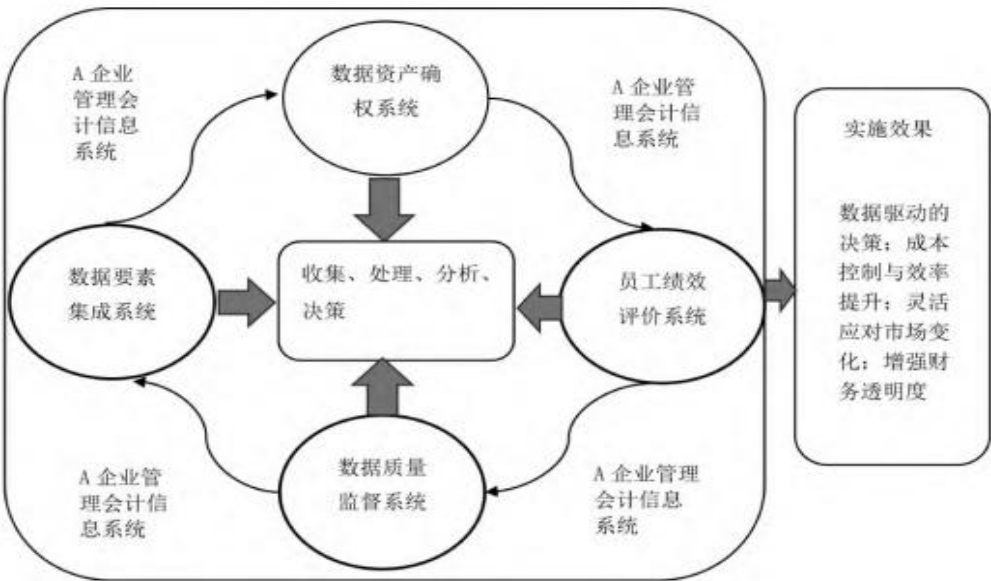 A 企业
管理会
计信息
系统
数据资产确
权系统
A 企业管
理会计信
息系统
实施效果
数据驱动的
决策；成本
控制与效率
提升；灵活
应对市场变
化；增强财
务透明度
数据要素
集成系统
收集、处理、分析、
决策
员工绩效
评价系统
A 企业管
理会计信
息系统
数据质量
监督系统
A 企业管理
会计信息
系统